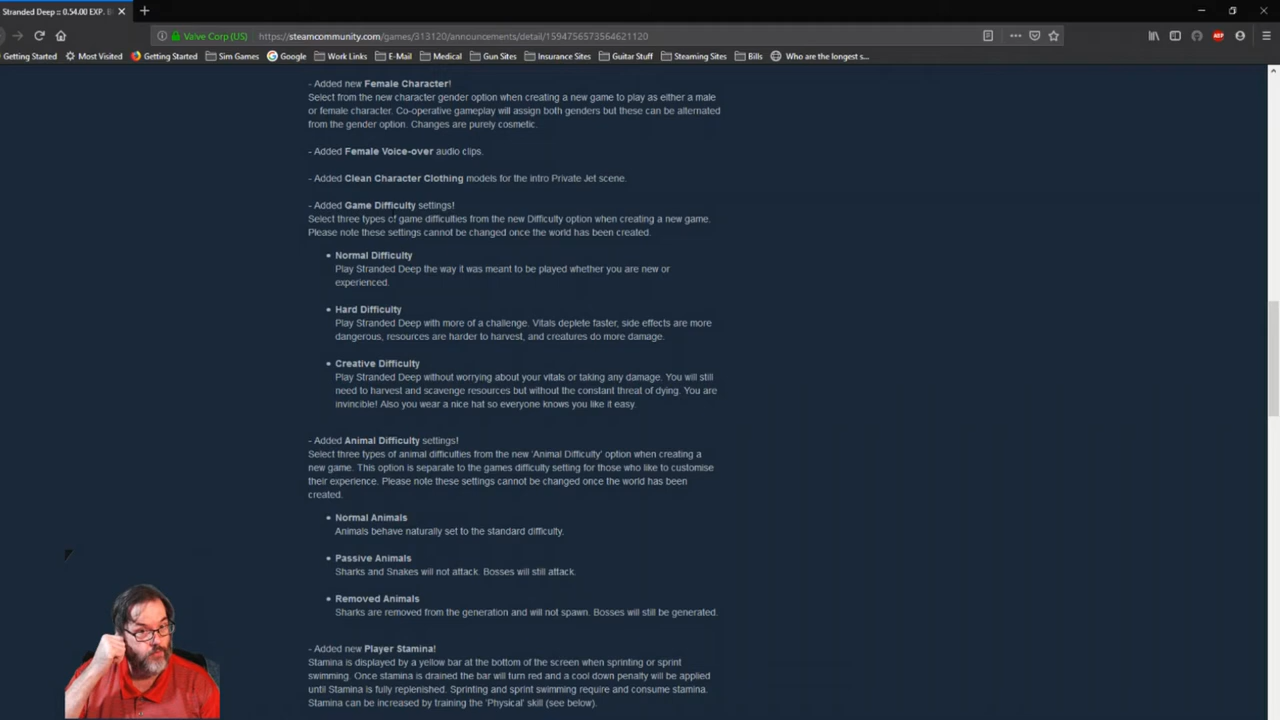 Stranded Deep :: 0.54.00 EXP.
Valve Corp (US) https://steamcommunity.com/games/313120/announcements/detail/1594756573564621120
Getting Started Most Visited Getting Started Sim Games Google Work Links E-Mail Medical Gun Sites Insurance Sites Guitar Stuff Steaming Sites Bills Who are the longest s...
- Added new Female Character!
Select from the new character gender option when creating a new game to play as either a male
or female character. Co-operative gameplay will assign both genders but these can be alternated
from the gender option. Changes are purely cosmetic.
- Added Female Voice-over audio clips.
- Added Clean Character Clothing models for the intro Private Jet scene.
- Added Game Difficulty settings!
Select three types of game difficulties from the new Difficulty option when creating a new game.
Please note these settings cannot be changed once the world has been created.
• Normal Difficulty
Play Stranded Deep the way it was meant to be played whether you are new or
experienced.
• Hard Difficulty
Play Stranded Deep with more of a challenge. Vitals deplete faster, side effects are more
dangerous, resources are harder to harvest, and creatures do more damage.
• Creative Difficulty
Play Stranded Deep without worrying about your vitals or taking any damage. You will still
need to harvest and scavenge resources but without the constant threat of dying. You are
invincible! Also you wear a nice hat so everyone knows you like it easy.
- Added Animal Difficulty settings!
Select three types of animal difficulties from the new 'Animal Difficulty' option when creating a
new game. This option is separate to the games difficulty setting for those who like to customise
their experience. Please note these settings cannot be changed once the world has been
created.
• Normal Animals
Animals behave naturally set to the standard difficulty.
• Passive Animals
Sharks and Snakes will not attack. Bosses will still attack.
• Removed Animals
Sharks are removed from the generation and will not spawn. Bosses will still be generated.
- Added new Player Stamina!
Stamina is displayed by a yellow bar at the bottom of the screen when sprinting or sprint
swimming. Once stamina is drained the bar will turn red and a cool down penalty will be applied
until Stamina is fully replenished. Sprinting and sprint swimming require and consume stamina.
Stamina can be increased by training the 'Physical' skill (see below).